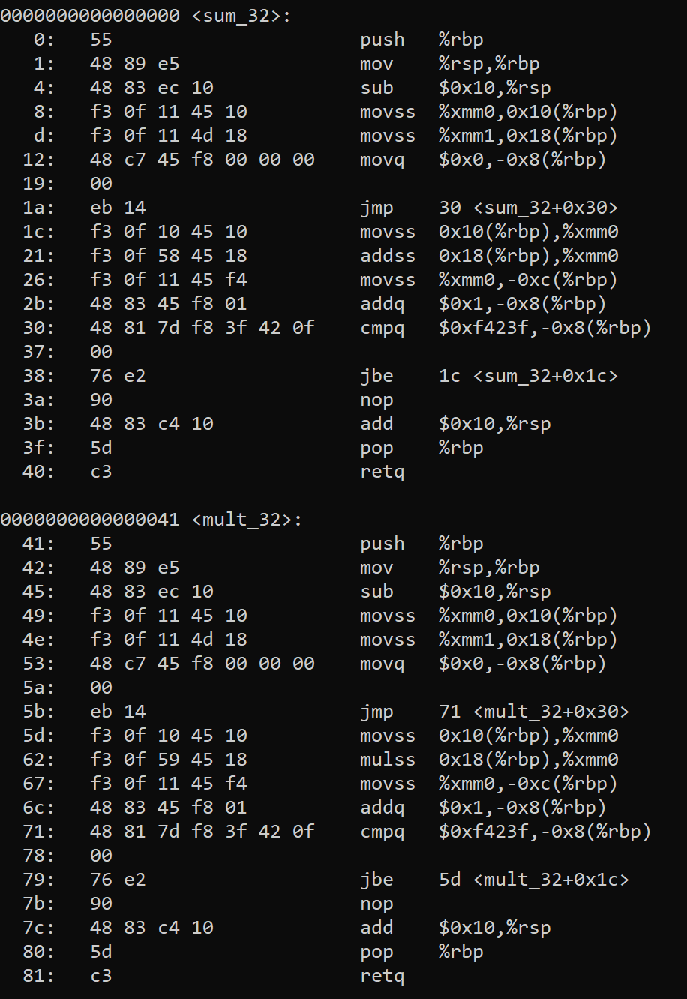 0000000000000000 <sum_32>:
   0:   55                      push   %rbp
   1:   48 89 e5                mov    %rsp,%rbp
   4:   48 83 ec 10             sub    $0x10,%rsp
   8:   f3 0f 11 45 10          movss  %xmm0,0x10(%rbp)
   d:   f3 0f 11 4d 18          movss  %xmm1,0x18(%rbp)
  12:   48 c7 45 f8 00 00 00    movq   $0x0,-0x8(%rbp)
  19:   00
  1a:   eb 14                   jmp    30 <sum_32+0x30>
  1c:   f3 0f 10 45 10          movss  0x10(%rbp),%xmm0
  21:   f3 0f 58 45 18          addss  0x18(%rbp),%xmm0
  26:   f3 0f 11 45 f4          movss  %xmm0,-0xc(%rbp)
  2b:   48 83 45 f8 01          addq   $0x1,-0x8(%rbp)
  30:   48 81 7d f8 3f 42 0f    cmpq   $0xf423f,-0x8(%rbp)
  37:   00
  38:   76 e2                   jbe    1c <sum_32+0x1c>
  3a:   90                      nop
  3b:   48 83 c4 10             add    $0x10,%rsp
  3f:   5d                      pop    %rbp
  40:   c3                      retq

0000000000000041 <mult_32>:
  41:   55                      push   %rbp
  42:   48 89 e5                mov    %rsp,%rbp
  45:   48 83 ec 10             sub    $0x10,%rsp
  49:   f3 0f 11 45 10          movss  %xmm0,0x10(%rbp)
  4e:   f3 0f 11 4d 18          movss  %xmm1,0x18(%rbp)
  53:   48 c7 45 f8 00 00 00    movq   $0x0,-0x8(%rbp)
  5a:   00
  5b:   eb 14                   jmp    71 <mult_32+0x30>
  5d:   f3 0f 10 45 10          movss  0x10(%rbp),%xmm0
  62:   f3 0f 59 45 18          mulss  0x18(%rbp),%xmm0
  67:   f3 0f 11 45 f4          movss  %xmm0,-0xc(%rbp)
  6c:   48 83 45 f8 01          addq   $0x1,-0x8(%rbp)
  71:   48 81 7d f8 3f 42 0f    cmpq   $0xf423f,-0x8(%rbp)
  78:   00
  79:   76 e2                   jbe    5d <mult_32+0x1c>
  7b:   90                      nop
  7c:   48 83 c4 10             add    $0x10,%rsp
  80:   5d                      pop    %rbp
  81:   c3                      retq